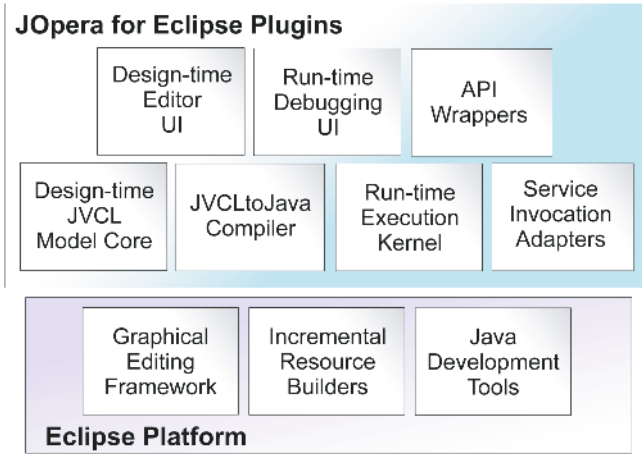 JOpera for Eclipse Plugins
Design-time
Editor
UI
Run-time
Debugging
UI
API
Wrappers
Design-time
JVCL
Model Core
JVCLtoJava
Compiler
Run-time
Execution
Kernel
Service
Invocation
Adapters
Graphical
Editing
Framework
Incremental
Resource
Builders
Java
Development
Tools
Eclipse Platform